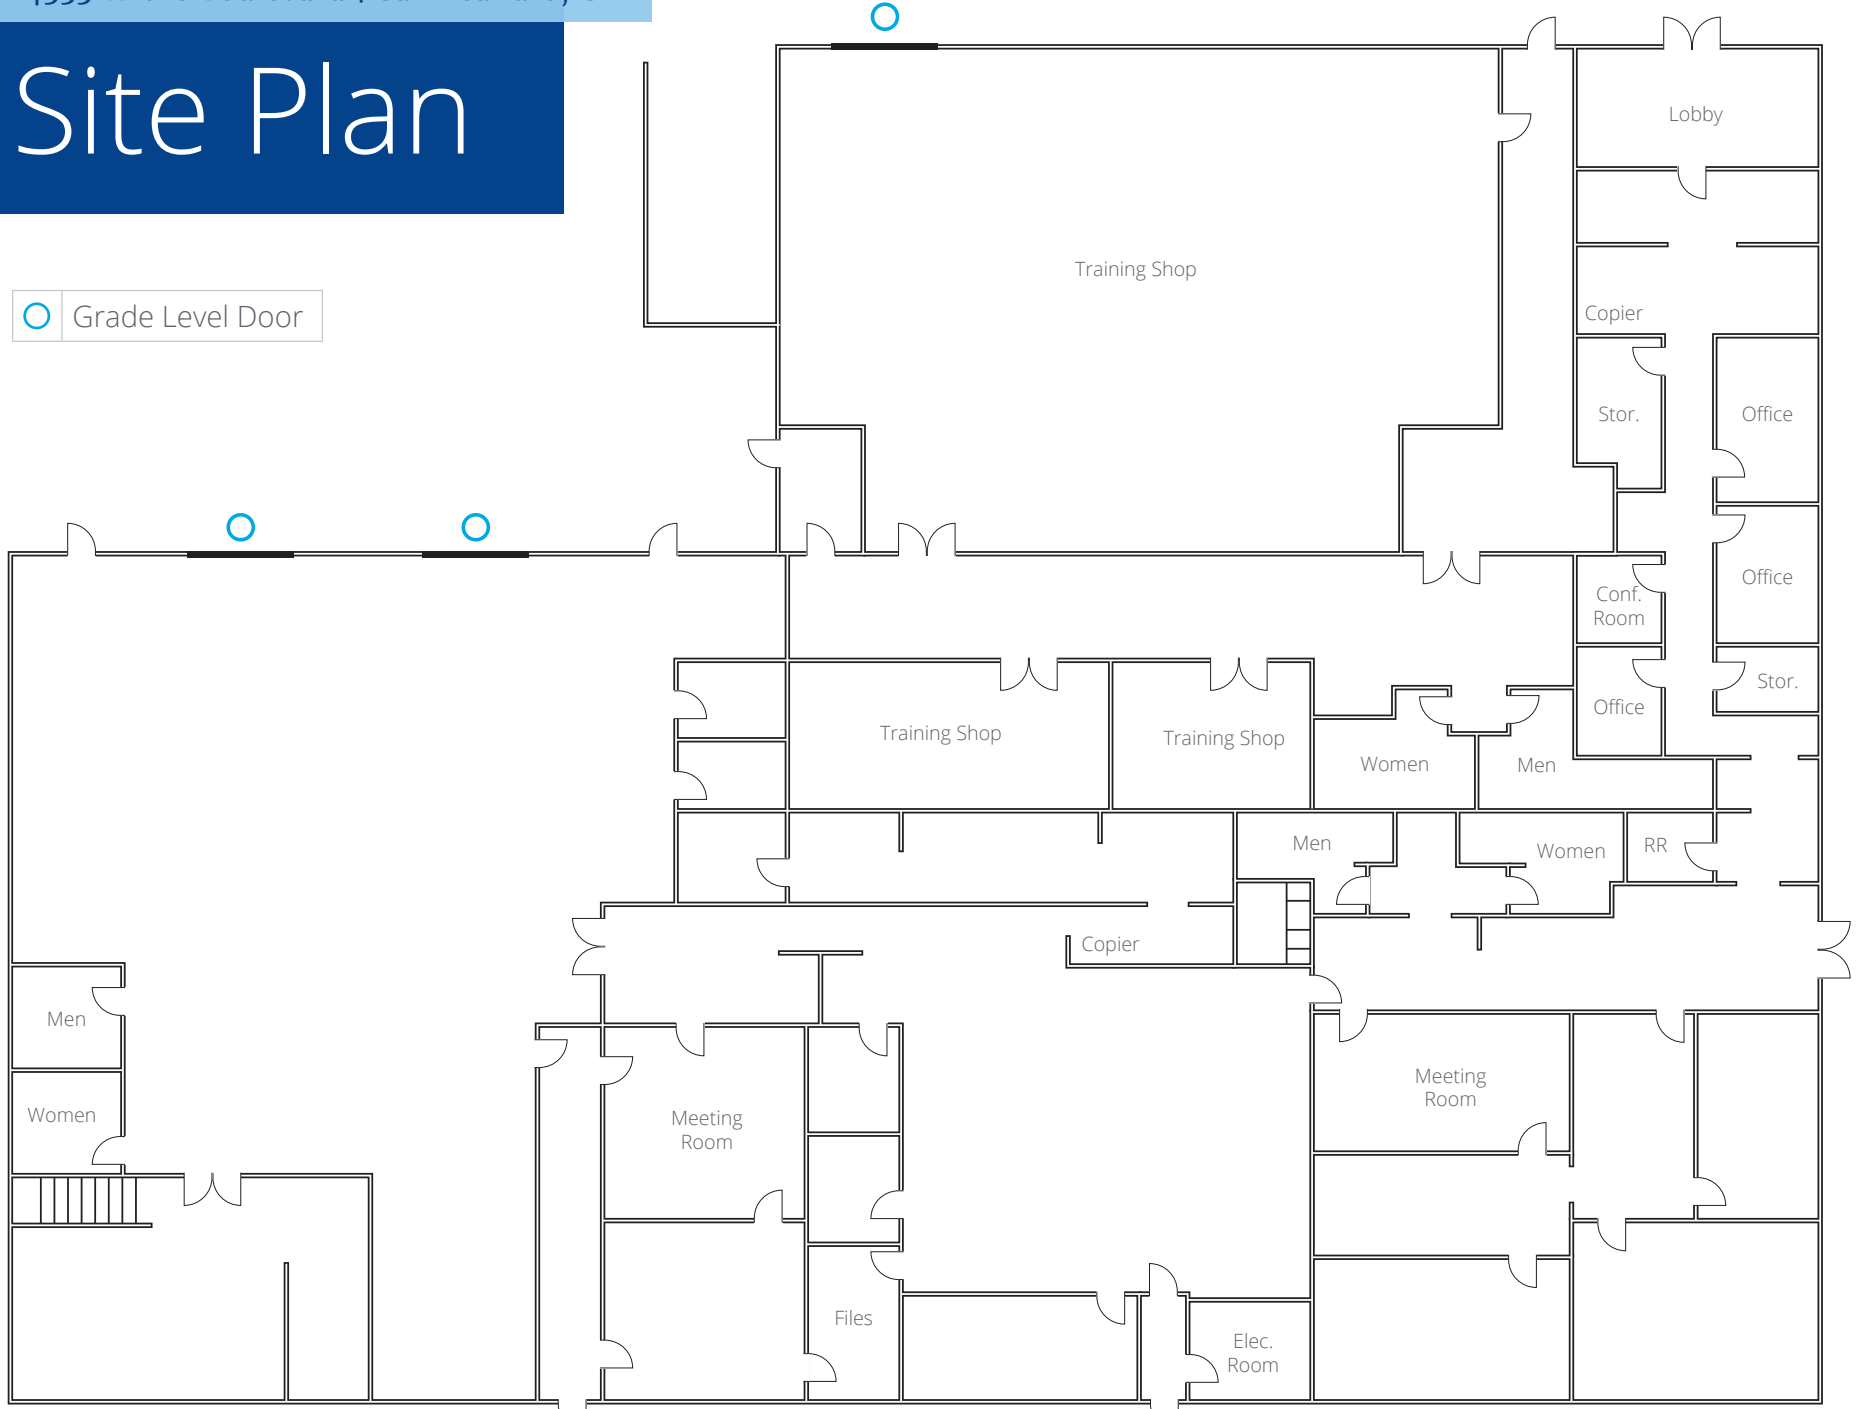 Site Plan
Grade Level Door
Lobby
Training Shop
Copier
Stor.
Office
Office
Conf.
Room
Stor.
Office
Training Shop
Training Shop
Women
Men
Men
Women
RR
Copier
Men
Women
Meeting
Room
Meeting
Room
Files
Elec.
Room